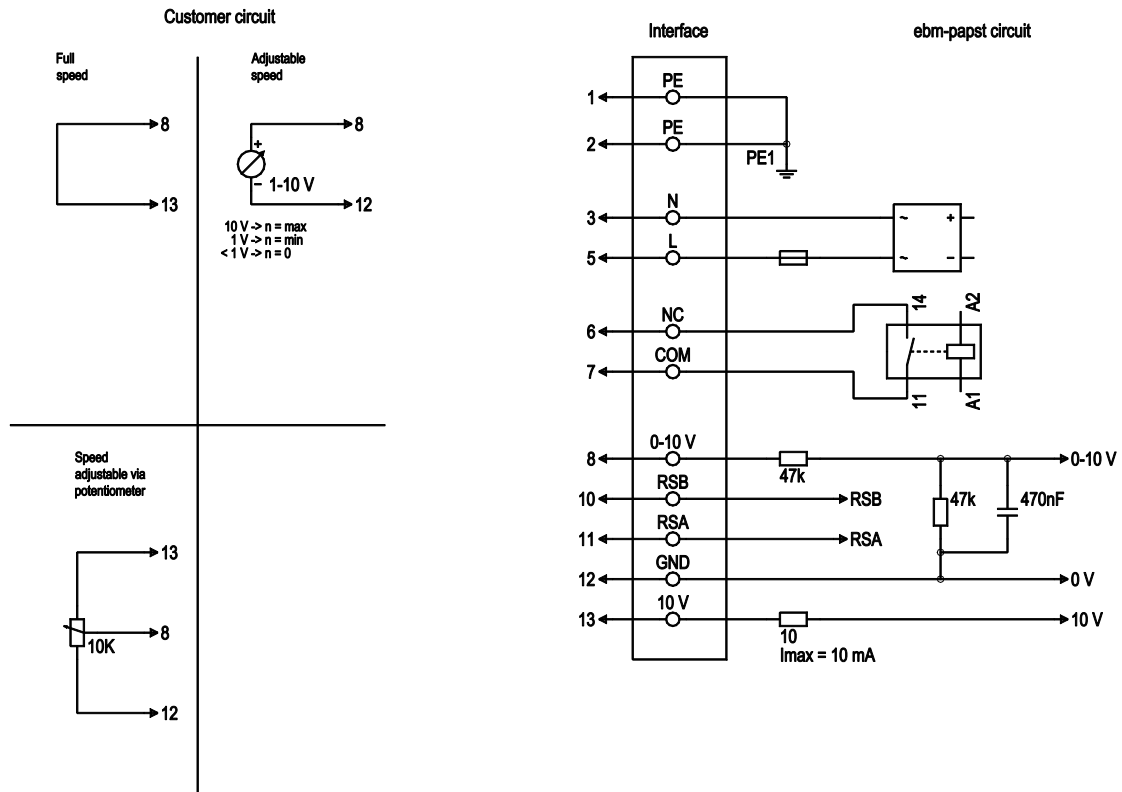 Customer circuit
Full
speed
8
13
Adjustable
speed
8
+
−
1-10 V
12
10 V -> n = max
1 V -> n = min
< 1 V -> n = 0
Speed
adjustable via
potentiometer
13
8
10K
12
Interface
ebm-papst circuit
1
PE
2
PE
PE1
3
N
~
+
5
L
~
−
6
NC
14
A2
7
COM
11
A1
8
0-10 V
47k
0-10 V
10
RSB
RSB
47k
470nF
11
RSA
RSA
12
GND
0 V
13
10 V
10
Imax = 10 mA
10 V